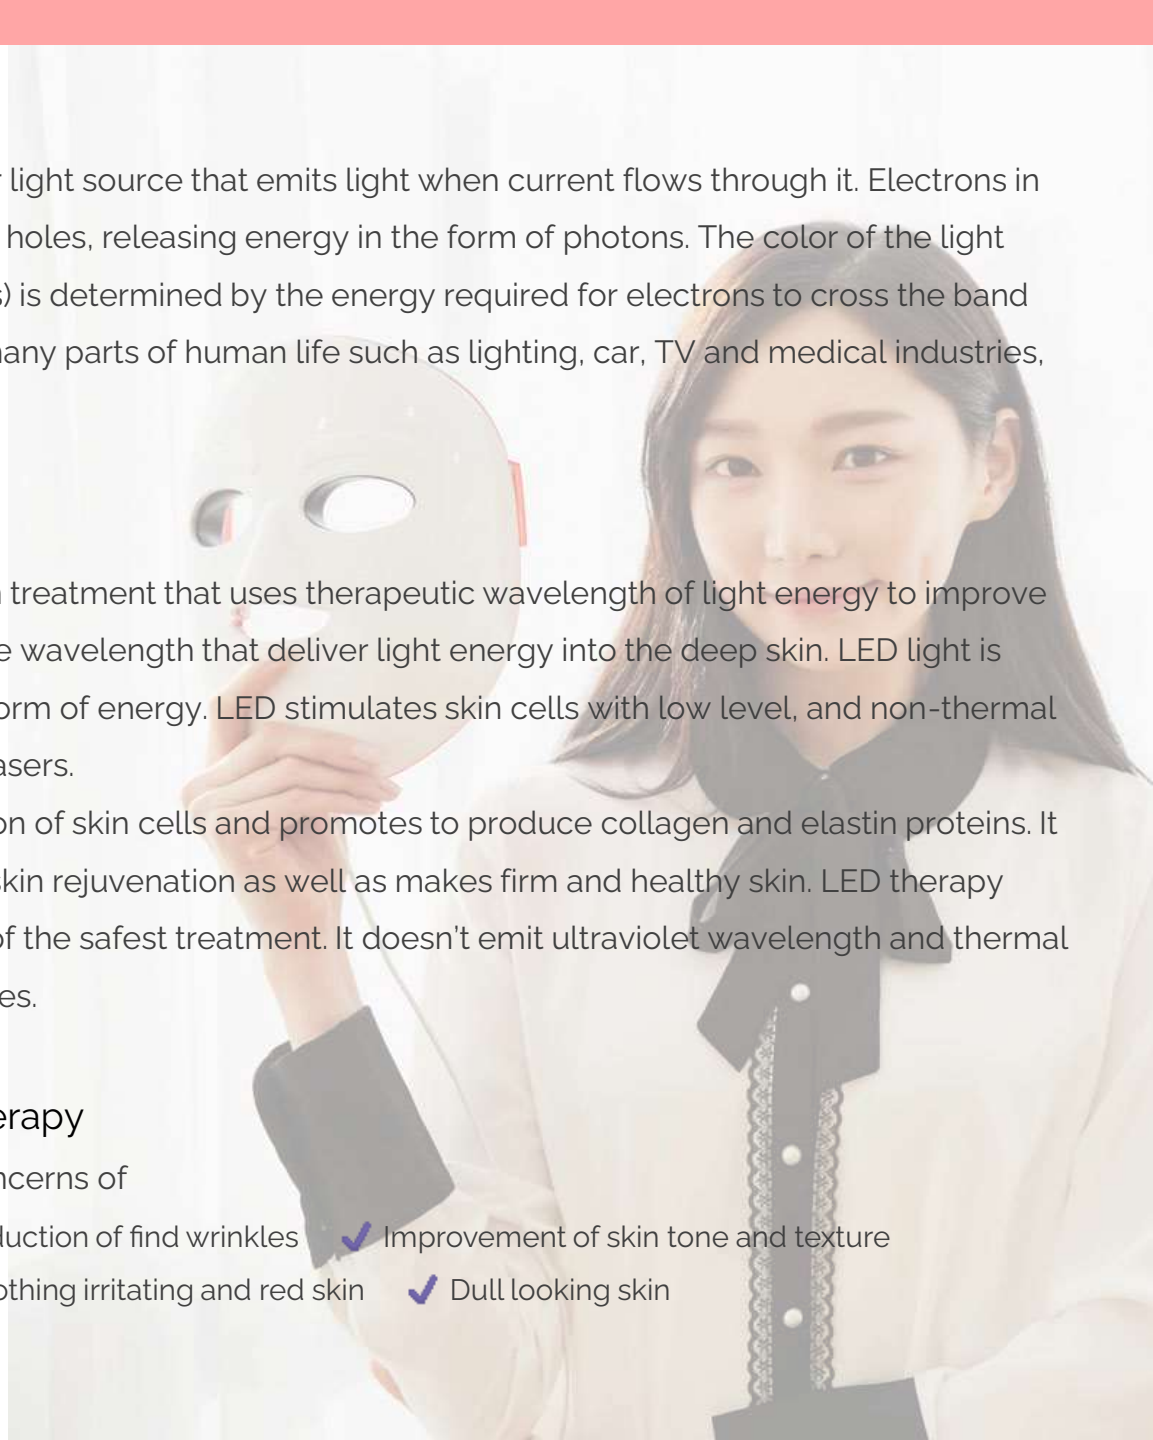 light source that emits light when current flows through it. Electrons in
holes, releasing energy in the form of photons. The color of the light
s) is determined by the energy required for electrons to cross the band
any parts of human life such as lighting, car, TV and medical industries,
treatment that uses therapeutic wavelength of light energy to improve
e wavelength that deliver light energy into the deep skin. LED light is
orm of energy. LED stimulates skin cells with low level, and non-thermal
asers.
on of skin cells and promotes to produce collagen and elastin proteins. It
kin rejuvenation as well as makes firm and healthy skin. LED therapy
of the safest treatment. It doesn't emit ultraviolet wavelength and thermal
es.
erapy
ncerns of
duction of find wrinkles ✔ Improvement of skin tone and texture
othing irritating and red skin ✔ Dull looking skin